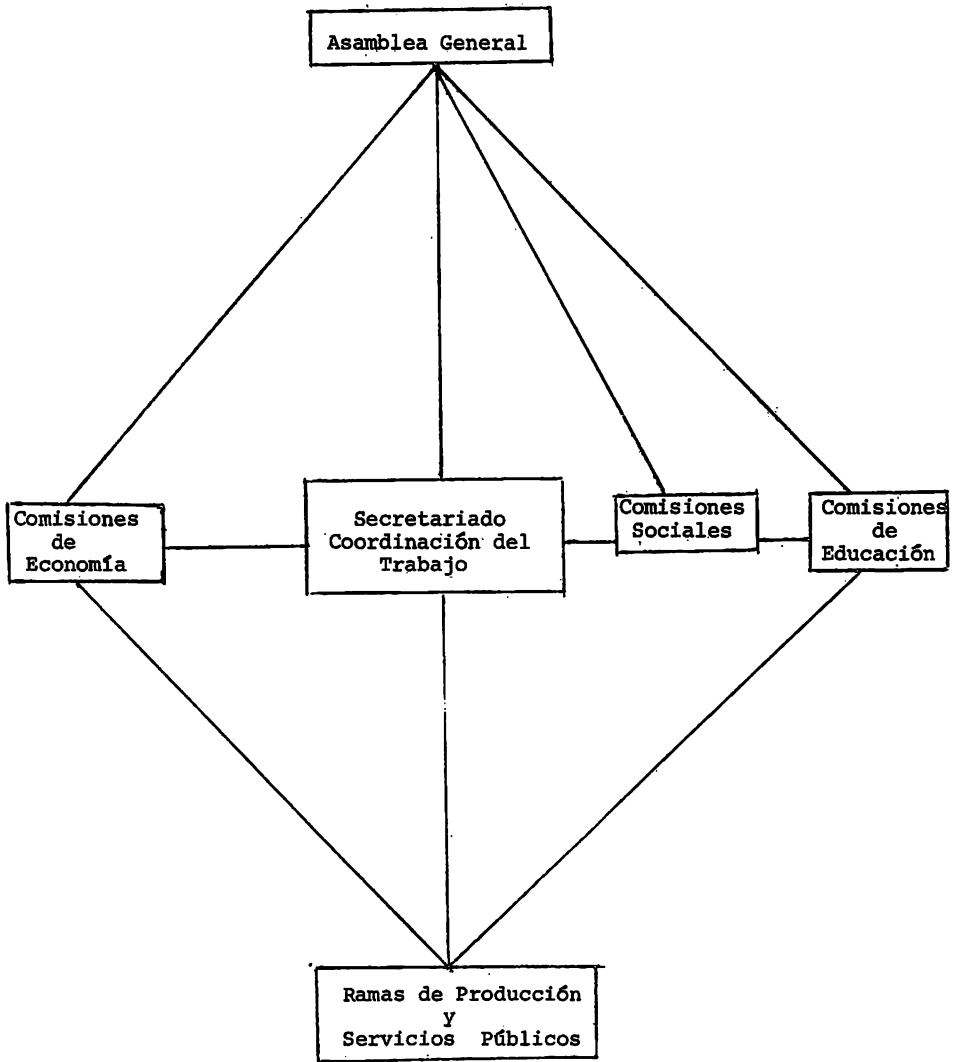 Asamblea General
Comisiones
de
Economía
Secretariado
Coordinación del
Trabajo
Comisiones
Sociales
Comisiones
de
Educación
Ramas de Producción
y
Servicios Públicos